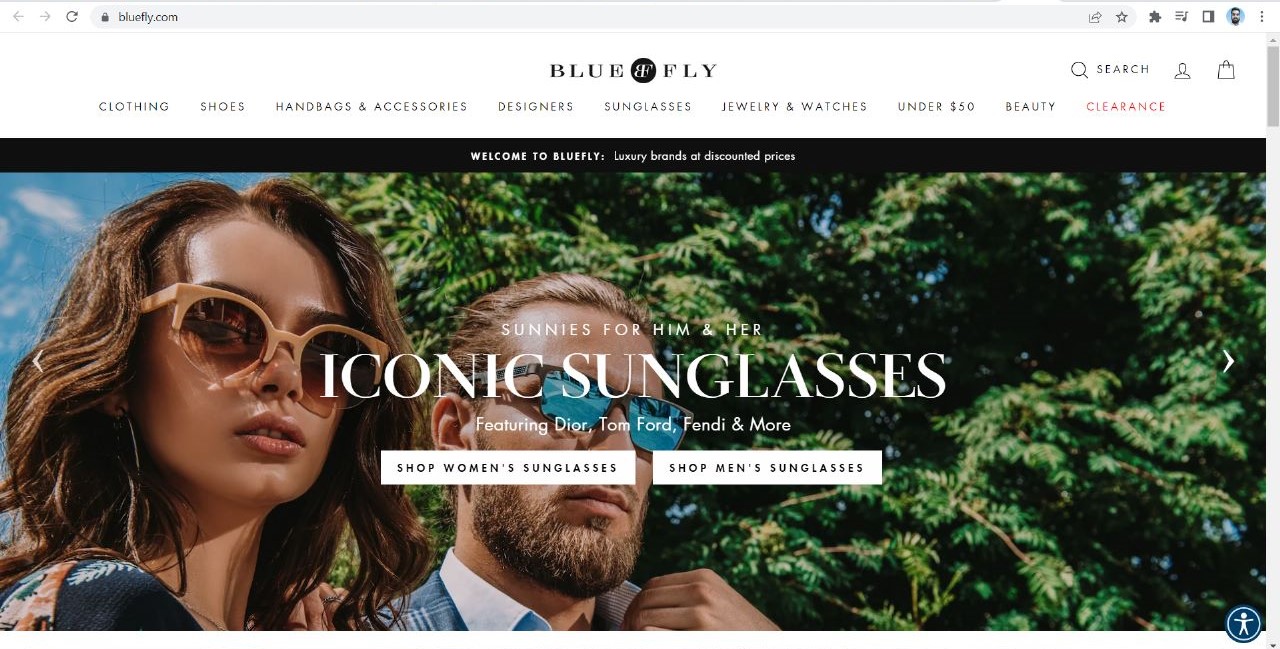 bluefly.com
BLUE BF FLY
SEARCH
CLOTHING SHOES HANDBAGS & ACCESSORIES DESIGNERS SUNGLASSES JEWELRY & WATCHES UNDER $50 BEAUTY CLEARANCE
WELCOME TO BLUEFLY: Luxury brands at discounted prices
SUNNIES FOR HIM & HER
ICONIC SUNGLASSES
Featuring Dior, Tom Ford, Fendi & More
SHOP WOMEN'S SUNGLASSES SHOP MEN'S SUNGLASSES